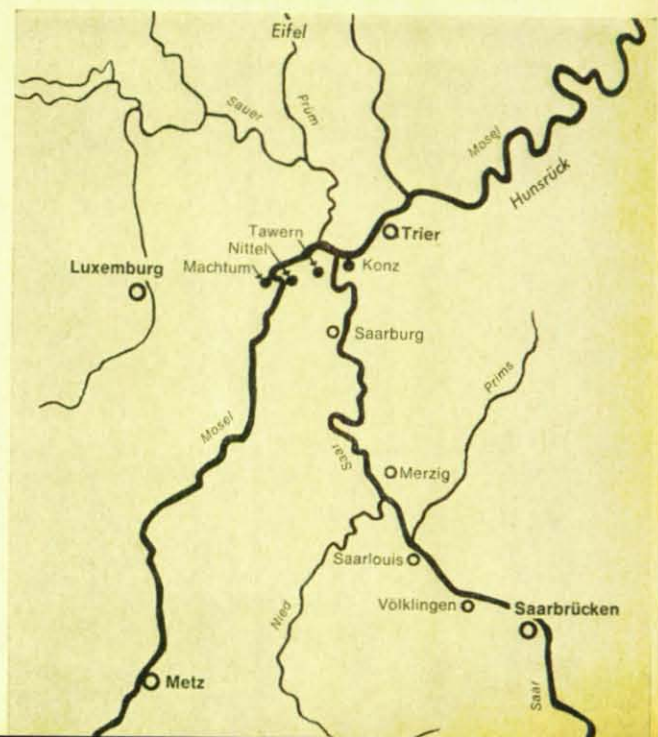 Eifel
Sauer
Prüm
Mosel
Hunsrück
Tawern
Trier
Nittel
Luxemburg
Machtum
Konz
Saarburg
Prims
Mosel
Saar
Merzig
Saarlouis
Völklingen
Saarbrücken
Nied
Metz
Saar